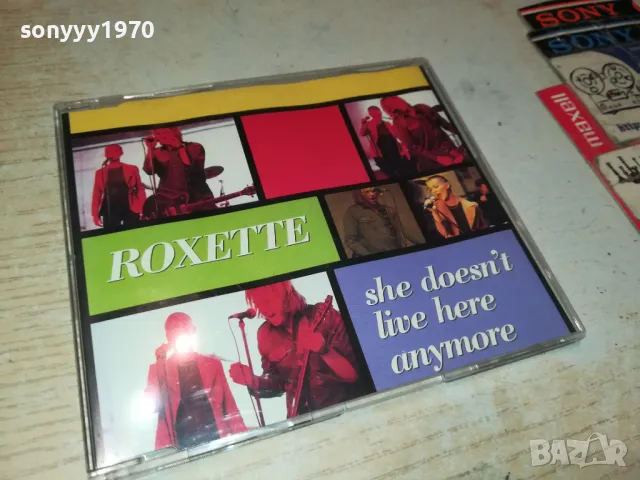 sonyyy1970
SONY
SONY
maxell
ROXETTE
she doesn't
live here
anymore
BAZAR